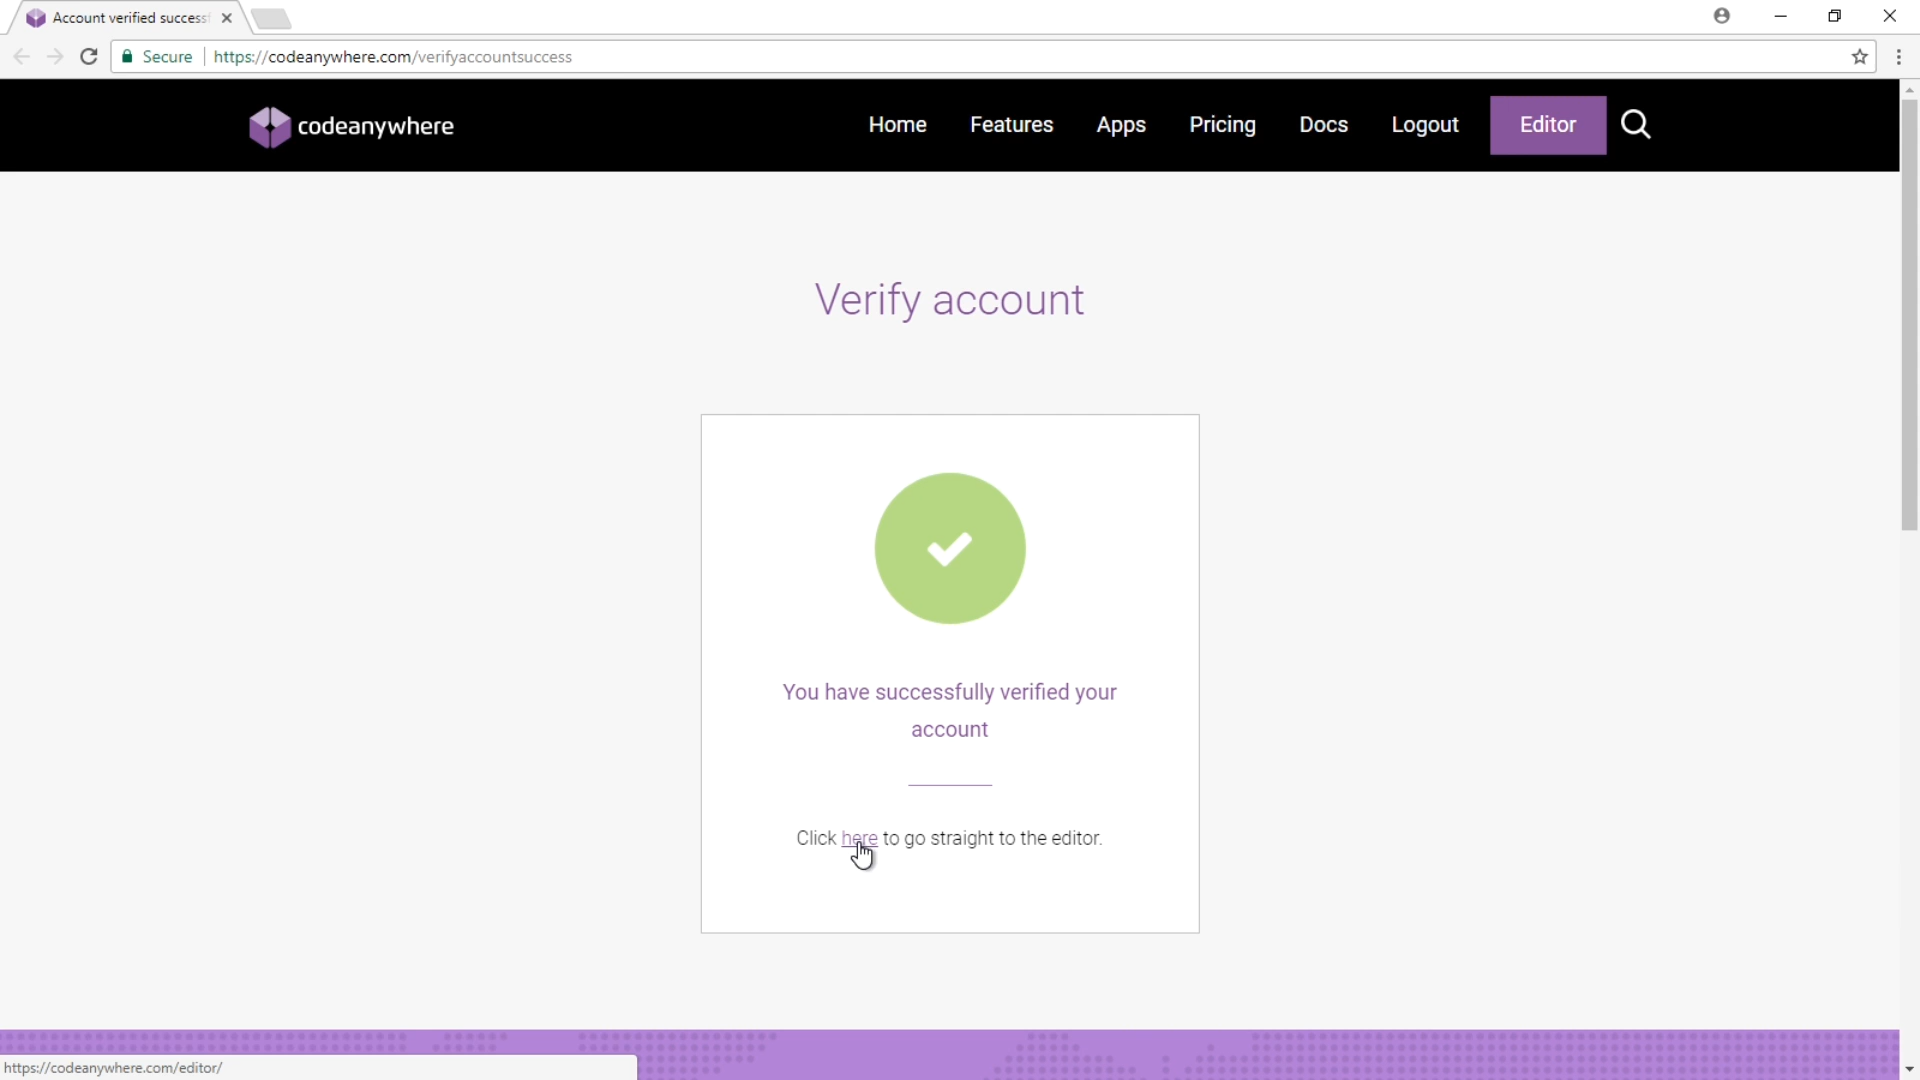 Account verified success
Secure
https://codeanywhere.com/verifyaccountsuccess
codeanywhere
Home
Features
Apps
Pricing
Docs
Logout
Editor
Verify account
You have successfully verified your
account
Click here to go straight to the editor.
https://codeanywhere.com/editor/